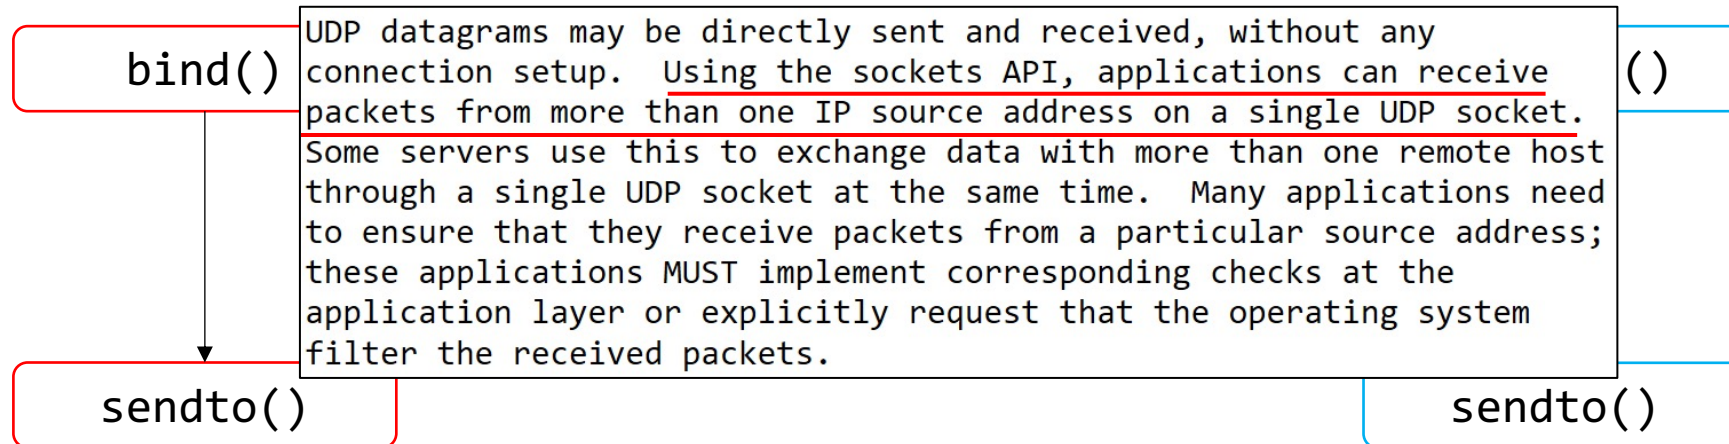 bind()
UDP datagrams may be directly sent and received, without any
connection setup.  Using the sockets API, applications can receive
packets from more than one IP source address on a single UDP socket.
Some servers use this to exchange data with more than one remote host
through a single UDP socket at the same time.  Many applications need
to ensure that they receive packets from a particular source address;
these applications MUST implement corresponding checks at the
application layer or explicitly request that the operating system
filter the received packets.
()
sendto()
sendto()